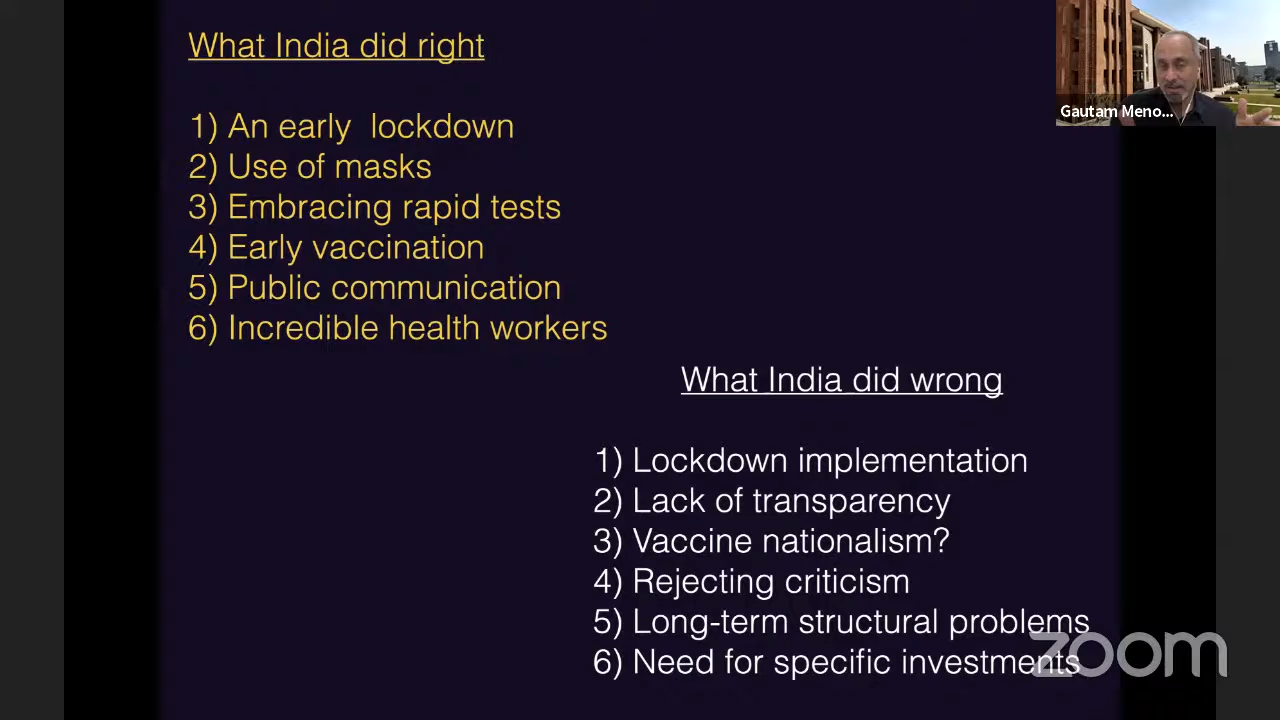 What India did right
1) An early lockdown
2) Use of masks
3) Embracing rapid tests
4) Early vaccination
5) Public communication
6) Incredible health workers
Gautam Meno...
What India did wrong
1) Lockdown implementation
2) Lack of transparency
3) Vaccine nationalism?
4) Rejecting criticism
5) Long-term structural problems
6) Need for specific investments
zoom